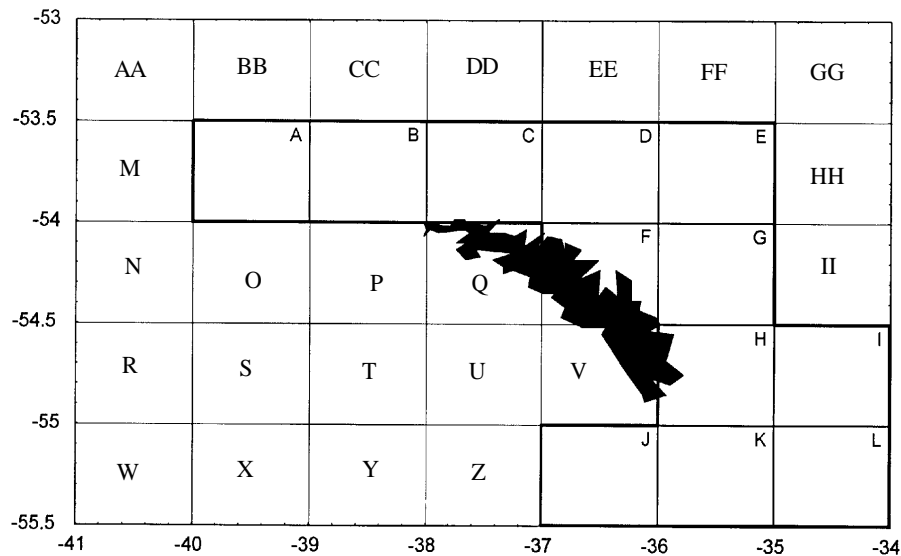 -53
AA BB CC DD EE FF GG
-53.5
A B C D E
M HH
-54
F G
N O P Q II
-54.5
H I
R S T U V
-55
J K L
W X Y Z
-55.5
-41 -40 -39 -38 -37 -36 -35 -34